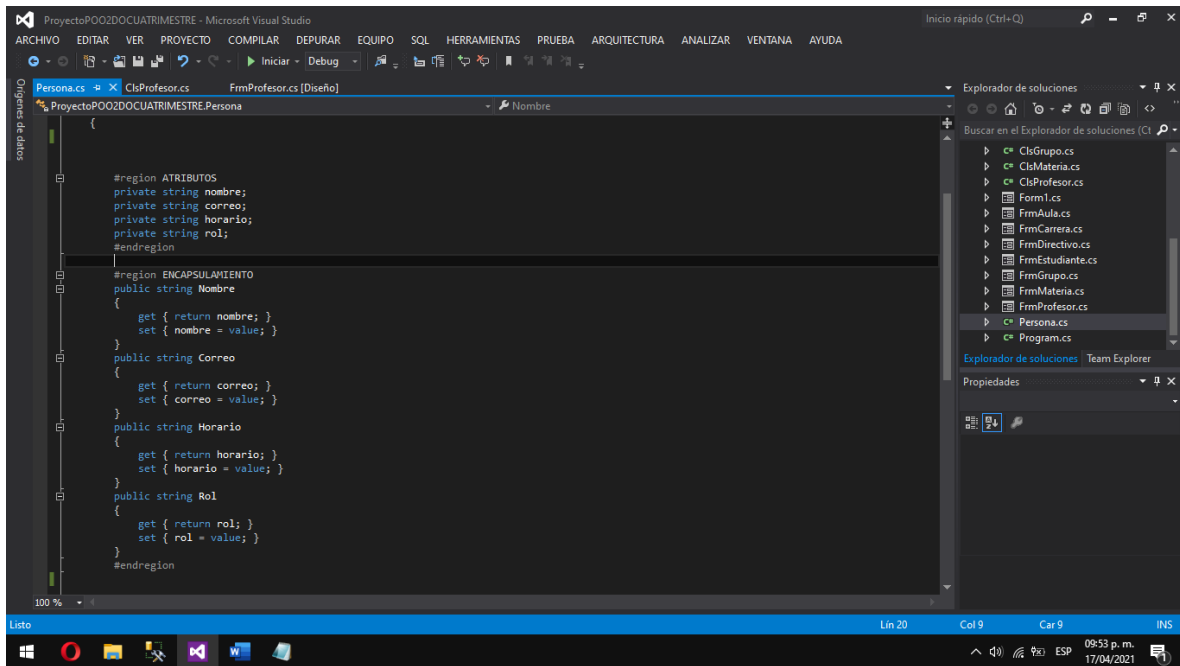 ProyectoPOO2DOCUATRIMESTRE - Microsoft Visual Studio
Inicio rápido (Ctrl+Q)
ARCHIVO EDITAR VER PROYECTO COMPILAR DEPURAR EQUIPO SQL HERRAMIENTAS PRUEBA ARQUITECTURA ANALIZAR VENTANA AYUDA
Iniciar Debug
Orígenes de datos
Persona.cs ClsProfesor.cs FrmProfesor.cs [Diseño]
ProyectoPOO2DOCUATRIMESTRE.Persona Nombre
{
#region ATRIBUTOS
private string nombre;
private string correo;
private string horario;
private string rol;
#endregion
#region ENCAPSULAMIENTO
public string Nombre
{
get { return nombre; }
set { nombre = value; }
}
public string Correo
{
get { return correo; }
set { correo = value; }
}
public string Horario
{
get { return horario; }
set { horario = value; }
}
public string Rol
{
get { return rol; }
set { rol = value; }
}
#endregion
100 %
Explorador de soluciones
Buscar en el Explorador de soluciones (Ct
C# ClsGrupo.cs
C# ClsMateria.cs
C# ClsProfesor.cs
Form1.cs
FrmAula.cs
FrmCarrera.cs
FrmDirectivo.cs
FrmEstudiante.cs
FrmGrupo.cs
FrmMateria.cs
FrmProfesor.cs
C# Persona.cs
C# Program.cs
Explorador de soluciones Team Explorer
Propiedades
Listo Lín 20 Col 9 Car 9 INS
ESP
09:53 p. m.
17/04/2021